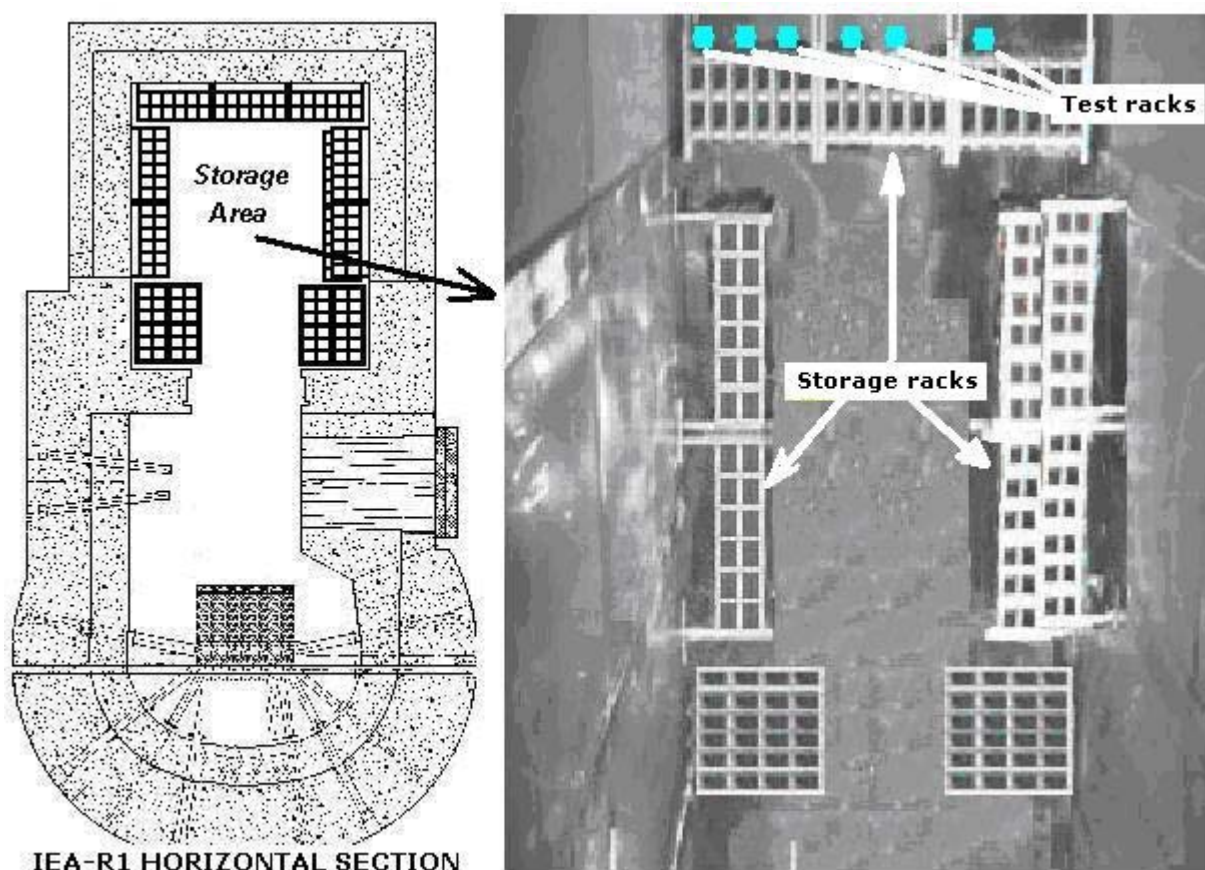 Storage
Area
Test racks
Storage racks
IEA-R1 HORIZONTAL SECTION